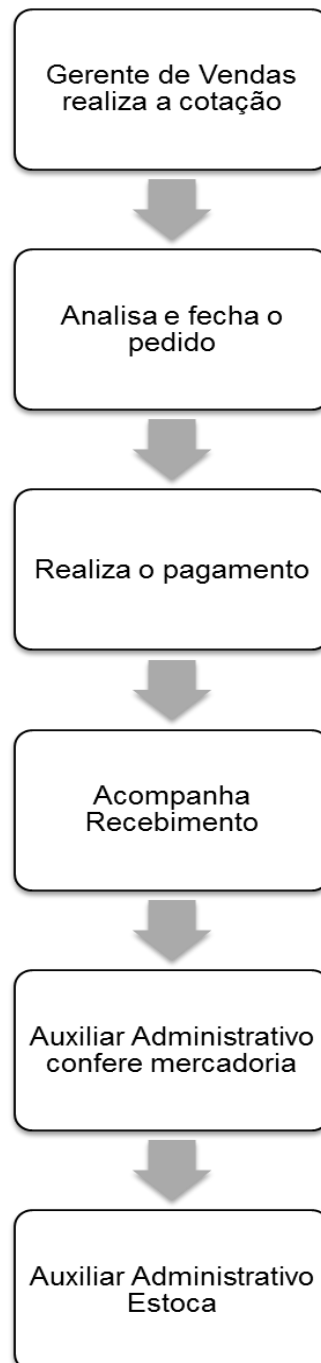 Gerente de Vendas
realiza a cotação
Analisa e fecha o
pedido
Realiza o pagamento
Acompanha
Recebimento
Auxiliar Administrativo
confere mercadoria
Auxiliar Administrativo
Estoca